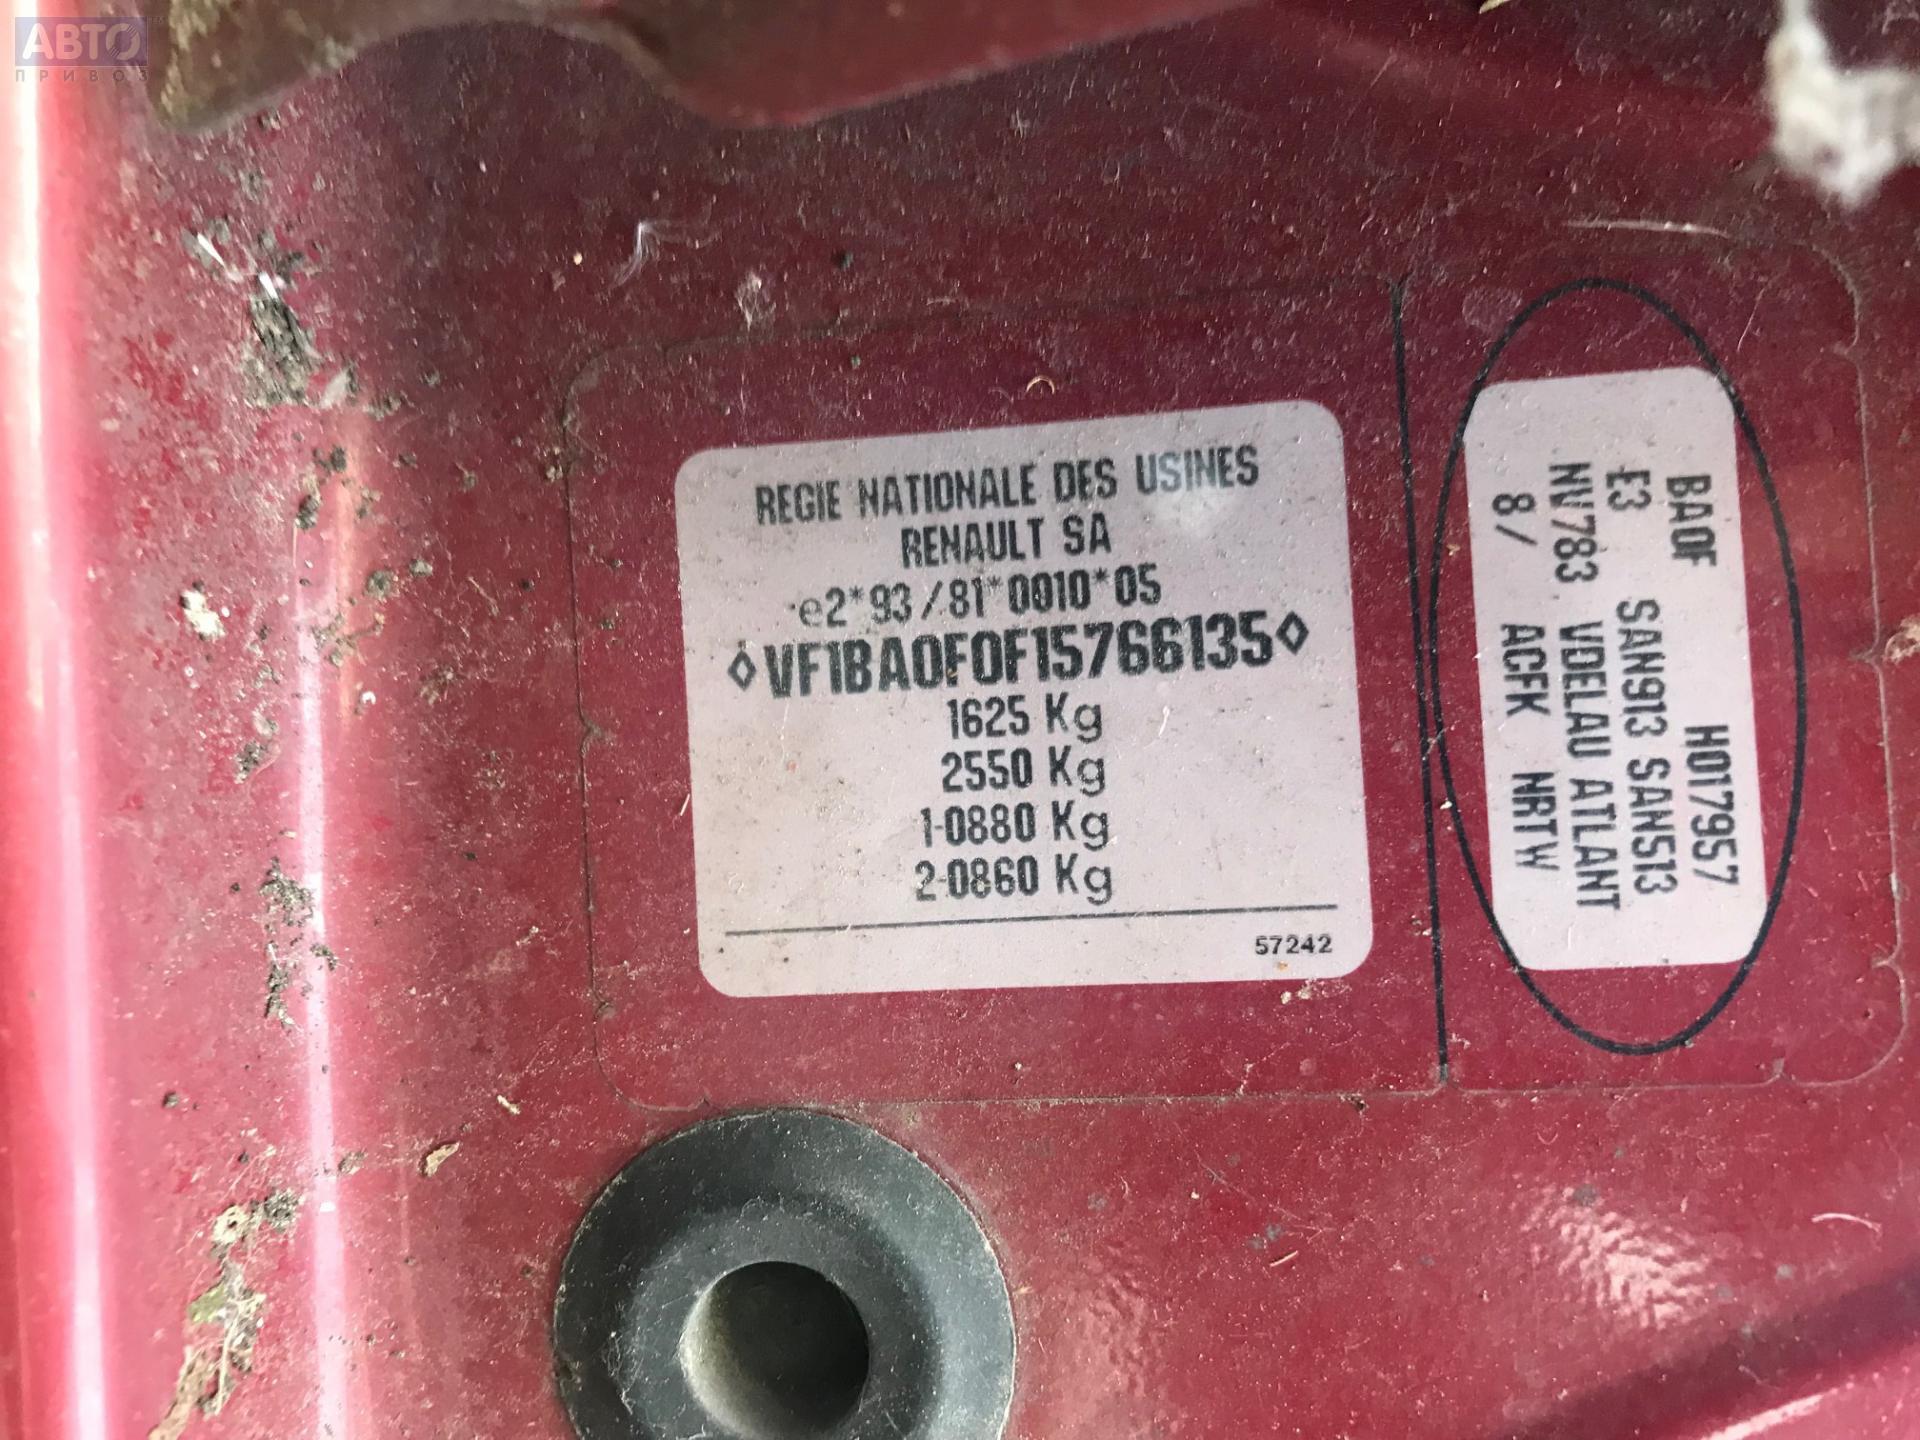 АВТО
ПРИВОЗ
REGIE NATIONALE DES USINES
RENAULT SA
e2*93/81*0010*05
◊VF1BA0F0F15766135◊
1625 Kg
2550 Kg
1-0880 Kg
2-0860 Kg
57242
BA0F H017957
E3 SAN913 SAN513
NV783 VDELAU ATLANT
8/ ACFK NRTW